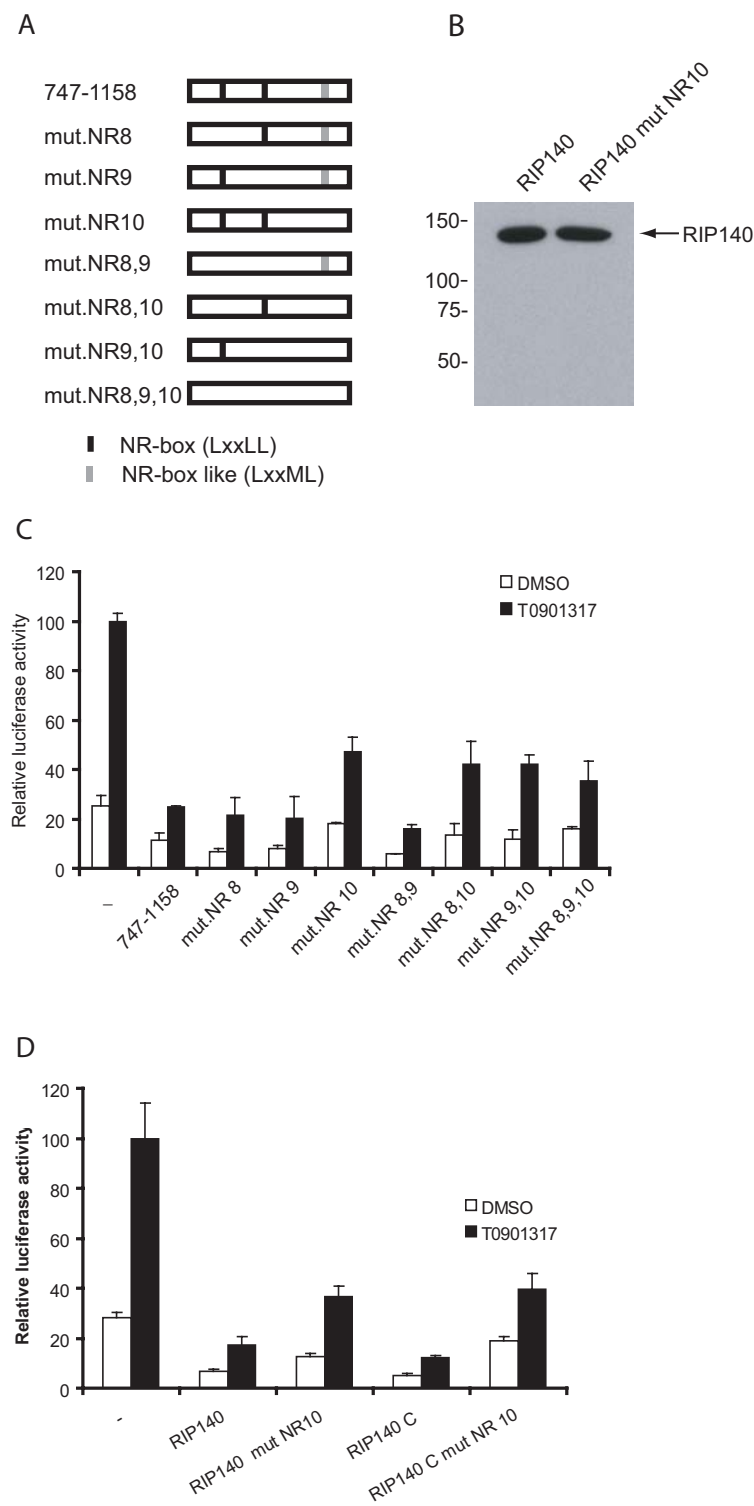 A
747-1158
mut.NR8
mut.NR9
mut.NR10
mut.NR8,9
mut.NR8,10
mut.NR9,10
mut.NR8,9,10
NR-box (LxxLL)
NR-box like (LxxML)
B
RIP140
RIP140 mut NR10
150-
100-
75-
50-
RIP140
C
Relative luciferase activity
120
100
80
60
40
20
0
DMSO
T0901317
–
747-1158
mut.NR 8
mut.NR 9
mut.NR 10
mut.NR 8,9
mut.NR 8,10
mut.NR 9,10
mut.NR 8,9,10
D
Relative luciferase activity
120
100
80
60
40
20
0
DMSO
T0901317
-
RIP140
RIP140 mut NR10
RIP140 C
RIP140 C mut NR 10